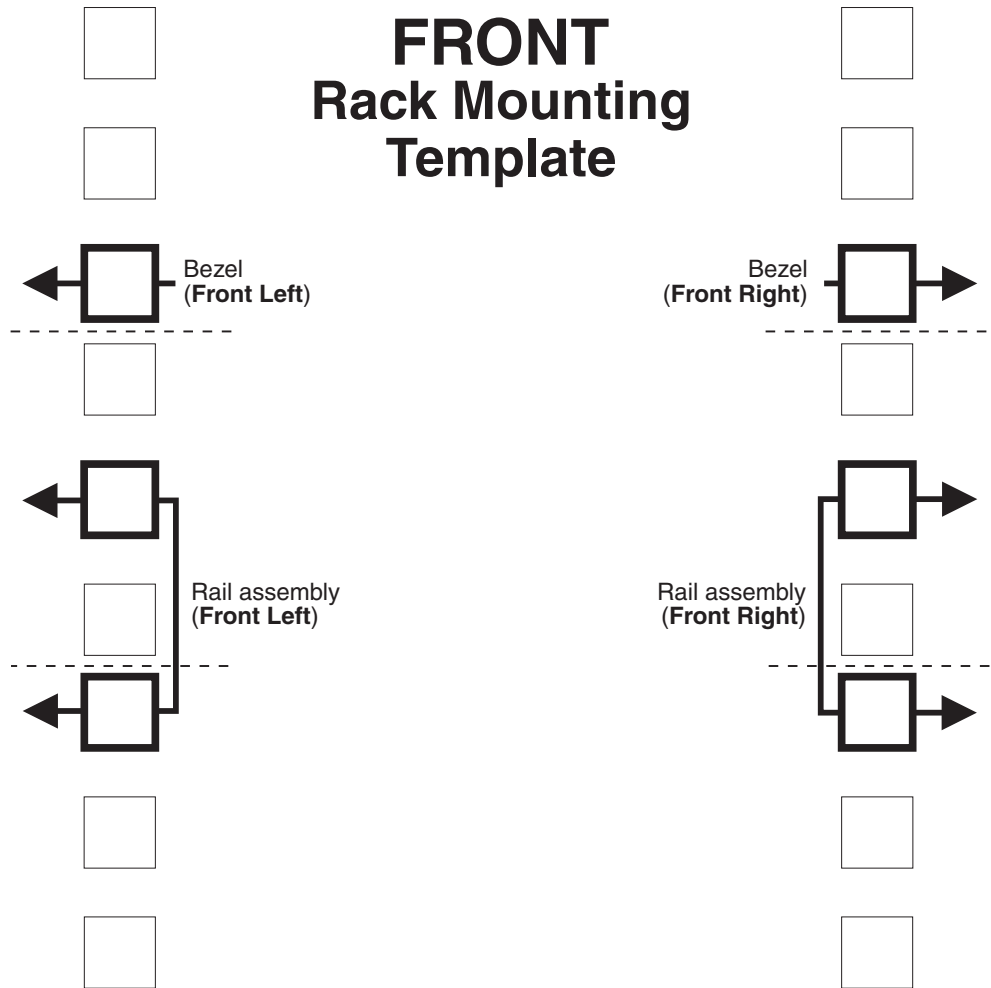 FRONT
Rack Mounting
Template
Bezel
(Front Left)
Bezel
(Front Right)
Rail assembly
(Front Left)
Rail assembly
(Front Right)